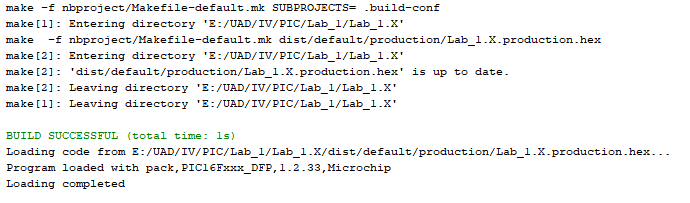 make -f nbproject/Makefile-default.mk SUBPROJECTS= .build-conf
make[1]: Entering directory 'E:/UAD/IV/PIC/Lab_1/Lab_1.X'
make  -f nbproject/Makefile-default.mk dist/default/production/Lab_1.X.production.hex
make[2]: Entering directory 'E:/UAD/IV/PIC/Lab_1/Lab_1.X'
make[2]: 'dist/default/production/Lab_1.X.production.hex' is up to date.
make[2]: Leaving directory 'E:/UAD/IV/PIC/Lab_1/Lab_1.X'
make[1]: Leaving directory 'E:/UAD/IV/PIC/Lab_1/Lab_1.X'
BUILD SUCCESSFUL (total time: 1s)
Loading code from E:/UAD/IV/PIC/Lab_1/Lab_1.X/dist/default/production/Lab_1.X.production.hex...
Program loaded with pack,PIC16Fxxx_DFP,1.2.33,Microchip
Loading completed